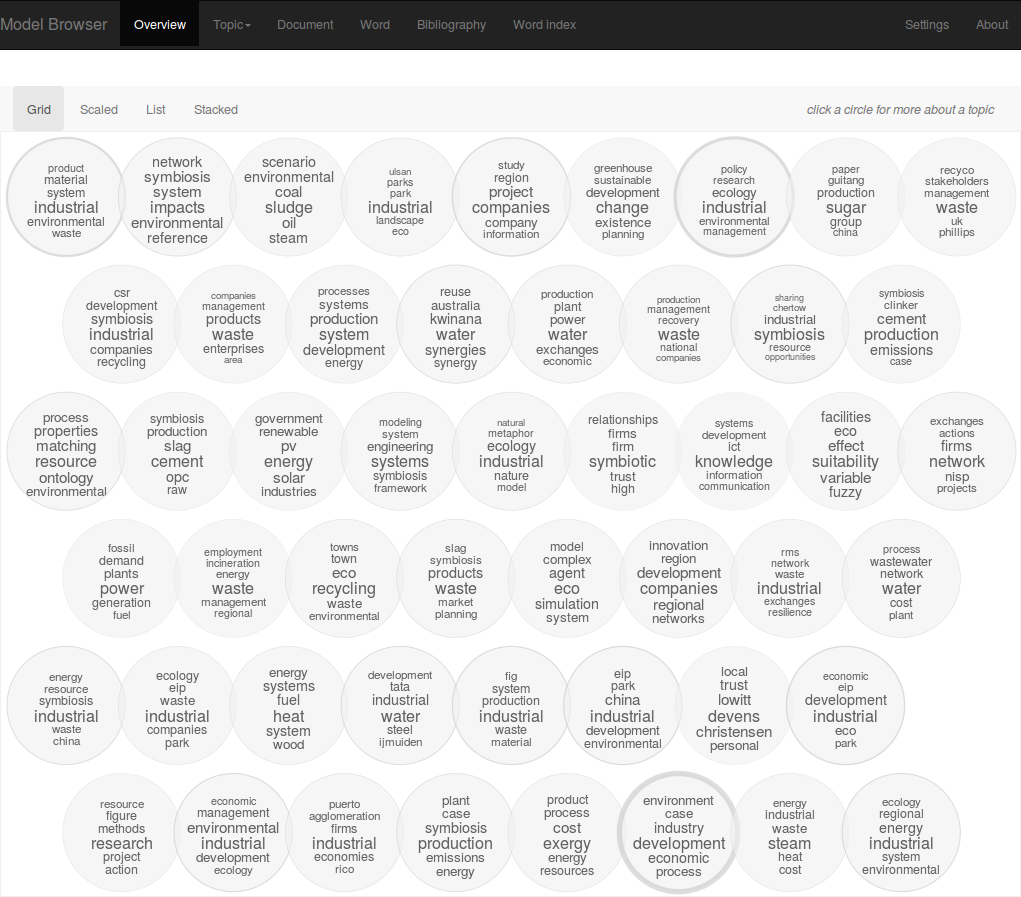 Model Browser Overview Topic Document Word Bibliography Word index Settings About
Grid Scaled List Stacked click a circle for more about a topic
product
material
system
industrial
environmental
waste
network
symbiosis
system
impacts
environmental
reference
scenario
environmental
coal
sludge
oil
steam
ulsan
parks
park
industrial
landscape
eco
study
region
project
companies
company
information
greenhouse
sustainable
development
change
existence
planning
policy
research
ecology
industrial
environmental
management
paper
guitang
production
sugar
group
china
recyco
stakeholders
management
waste
uk
phillips
csr
development
symbiosis
industrial
companies
recycling
companies
management
products
waste
enterprises
area
processes
systems
production
system
development
energy
reuse
australia
kwinana
water
synergies
synergy
production
plant
power
water
exchanges
economic
production
management
recovery
waste
national
companies
sharing
chertow
industrial
symbiosis
resource
opportunities
symbiosis
clinker
cement
production
emissions
case
process
properties
matching
resource
ontology
environmental
symbiosis
production
slag
cement
opc
raw
government
renewable
pv
energy
solar
industries
modeling
system
engineering
systems
symbiosis
framework
natural
metaphor
ecology
industrial
nature
model
relationships
firms
firm
symbiotic
trust
high
systems
development
ict
knowledge
information
communication
facilities
eco
effect
suitability
variable
fuzzy
exchanges
actions
firms
network
nisp
projects
fossil
demand
plants
power
generation
fuel
employment
incineration
energy
waste
management
regional
towns
town
eco
recycling
waste
environmental
slag
symbiosis
products
waste
market
planning
model
complex
agent
eco
simulation
system
innovation
region
development
companies
regional
networks
rms
network
waste
industrial
exchanges
resilience
process
wastewater
network
water
cost
plant
energy
resource
symbiosis
industrial
waste
china
ecology
eip
waste
industrial
companies
park
energy
systems
fuel
heat
system
wood
development
tata
industrial
water
steel
ijmuiden
fig
system
production
industrial
waste
material
eip
park
china
industrial
development
environmental
local
trust
lowitt
devens
christensen
personal
economic
eip
development
industrial
eco
park
resource
figure
methods
research
project
action
economic
management
environmental
industrial
development
ecology
puerto
agglomeration
firms
industrial
economies
rico
plant
case
symbiosis
production
emissions
energy
product
process
cost
exergy
energy
resources
environment
case
industry
development
economic
process
energy
industrial
waste
steam
heat
cost
ecology
regional
energy
industrial
system
environmental